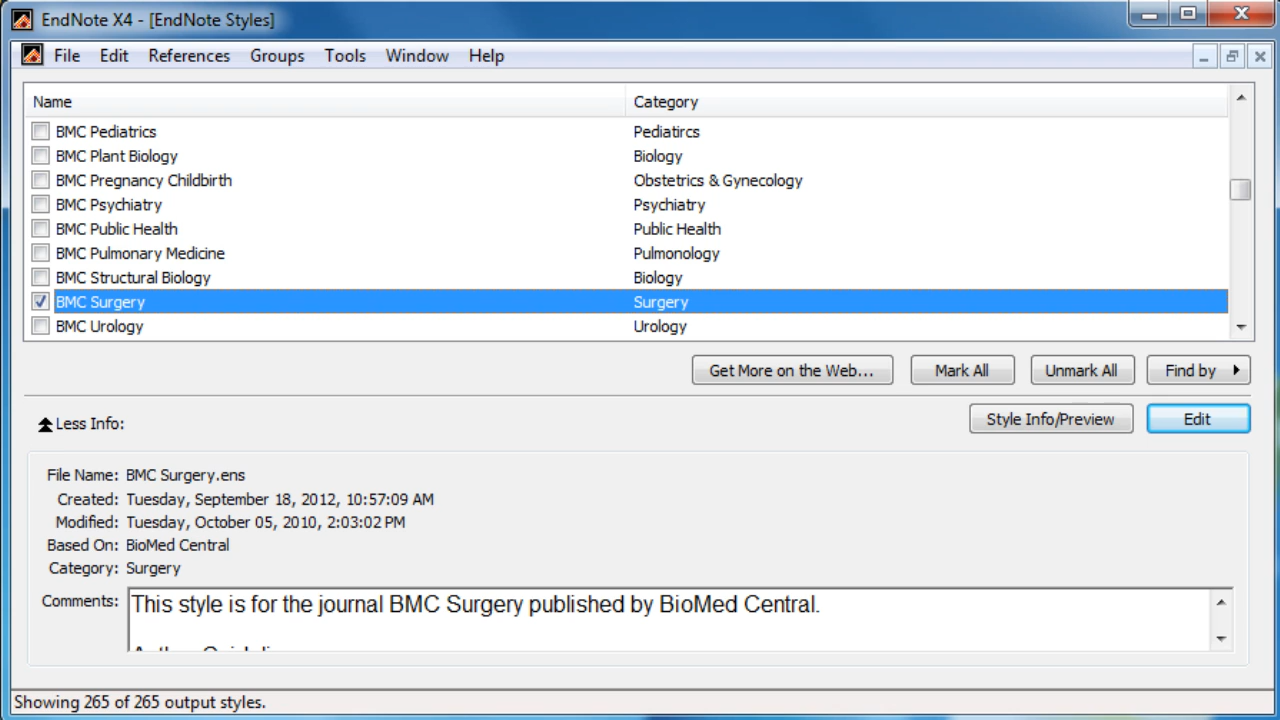 EndNote X4 - [EndNote Styles]
File Edit References Groups Tools Window Help
Name Category
BMC Pediatrics Pediatircs
BMC Plant Biology Biology
BMC Pregnancy Childbirth Obstetrics & Gynecology
BMC Psychiatry Psychiatry
BMC Public Health Public Health
BMC Pulmonary Medicine Pulmonology
BMC Structural Biology Biology
BMC Surgery Surgery
BMC Urology Urology
Get More on the Web... Mark All Unmark All Find by
Less Info: Style Info/Preview Edit
File Name: BMC Surgery.ens
Created: Tuesday, September 18, 2012, 10:57:09 AM
Modified: Tuesday, October 05, 2010, 2:03:02 PM
Based On: BioMed Central
Category: Surgery
Comments: This style is for the journal BMC Surgery published by BioMed Central.
Showing 265 of 265 output styles.